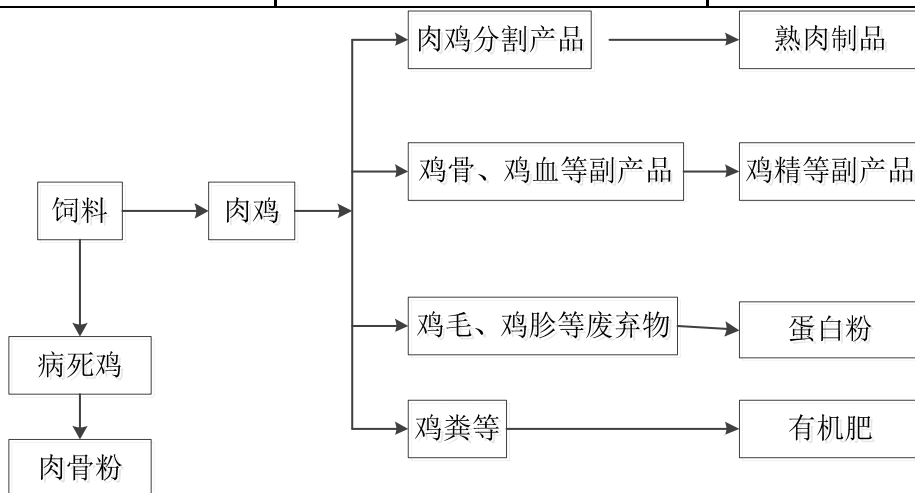 肉鸡分割产品
熟肉制品
鸡骨、鸡血等副产品
鸡精等副产品
饲料
肉鸡
鸡毛、鸡胗等废弃物
蛋白粉
病死鸡
鸡粪等
有机肥
肉骨粉